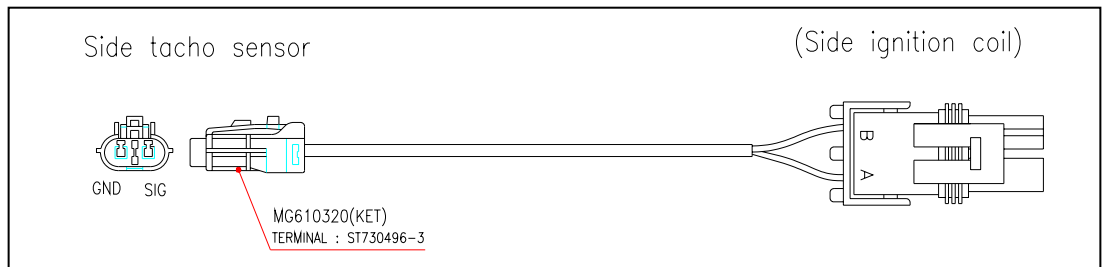 Side tacho sensor
(Side ignition coil)
B
A
GND SIG
MG610320(KET)
TERMINAL : ST730496-3